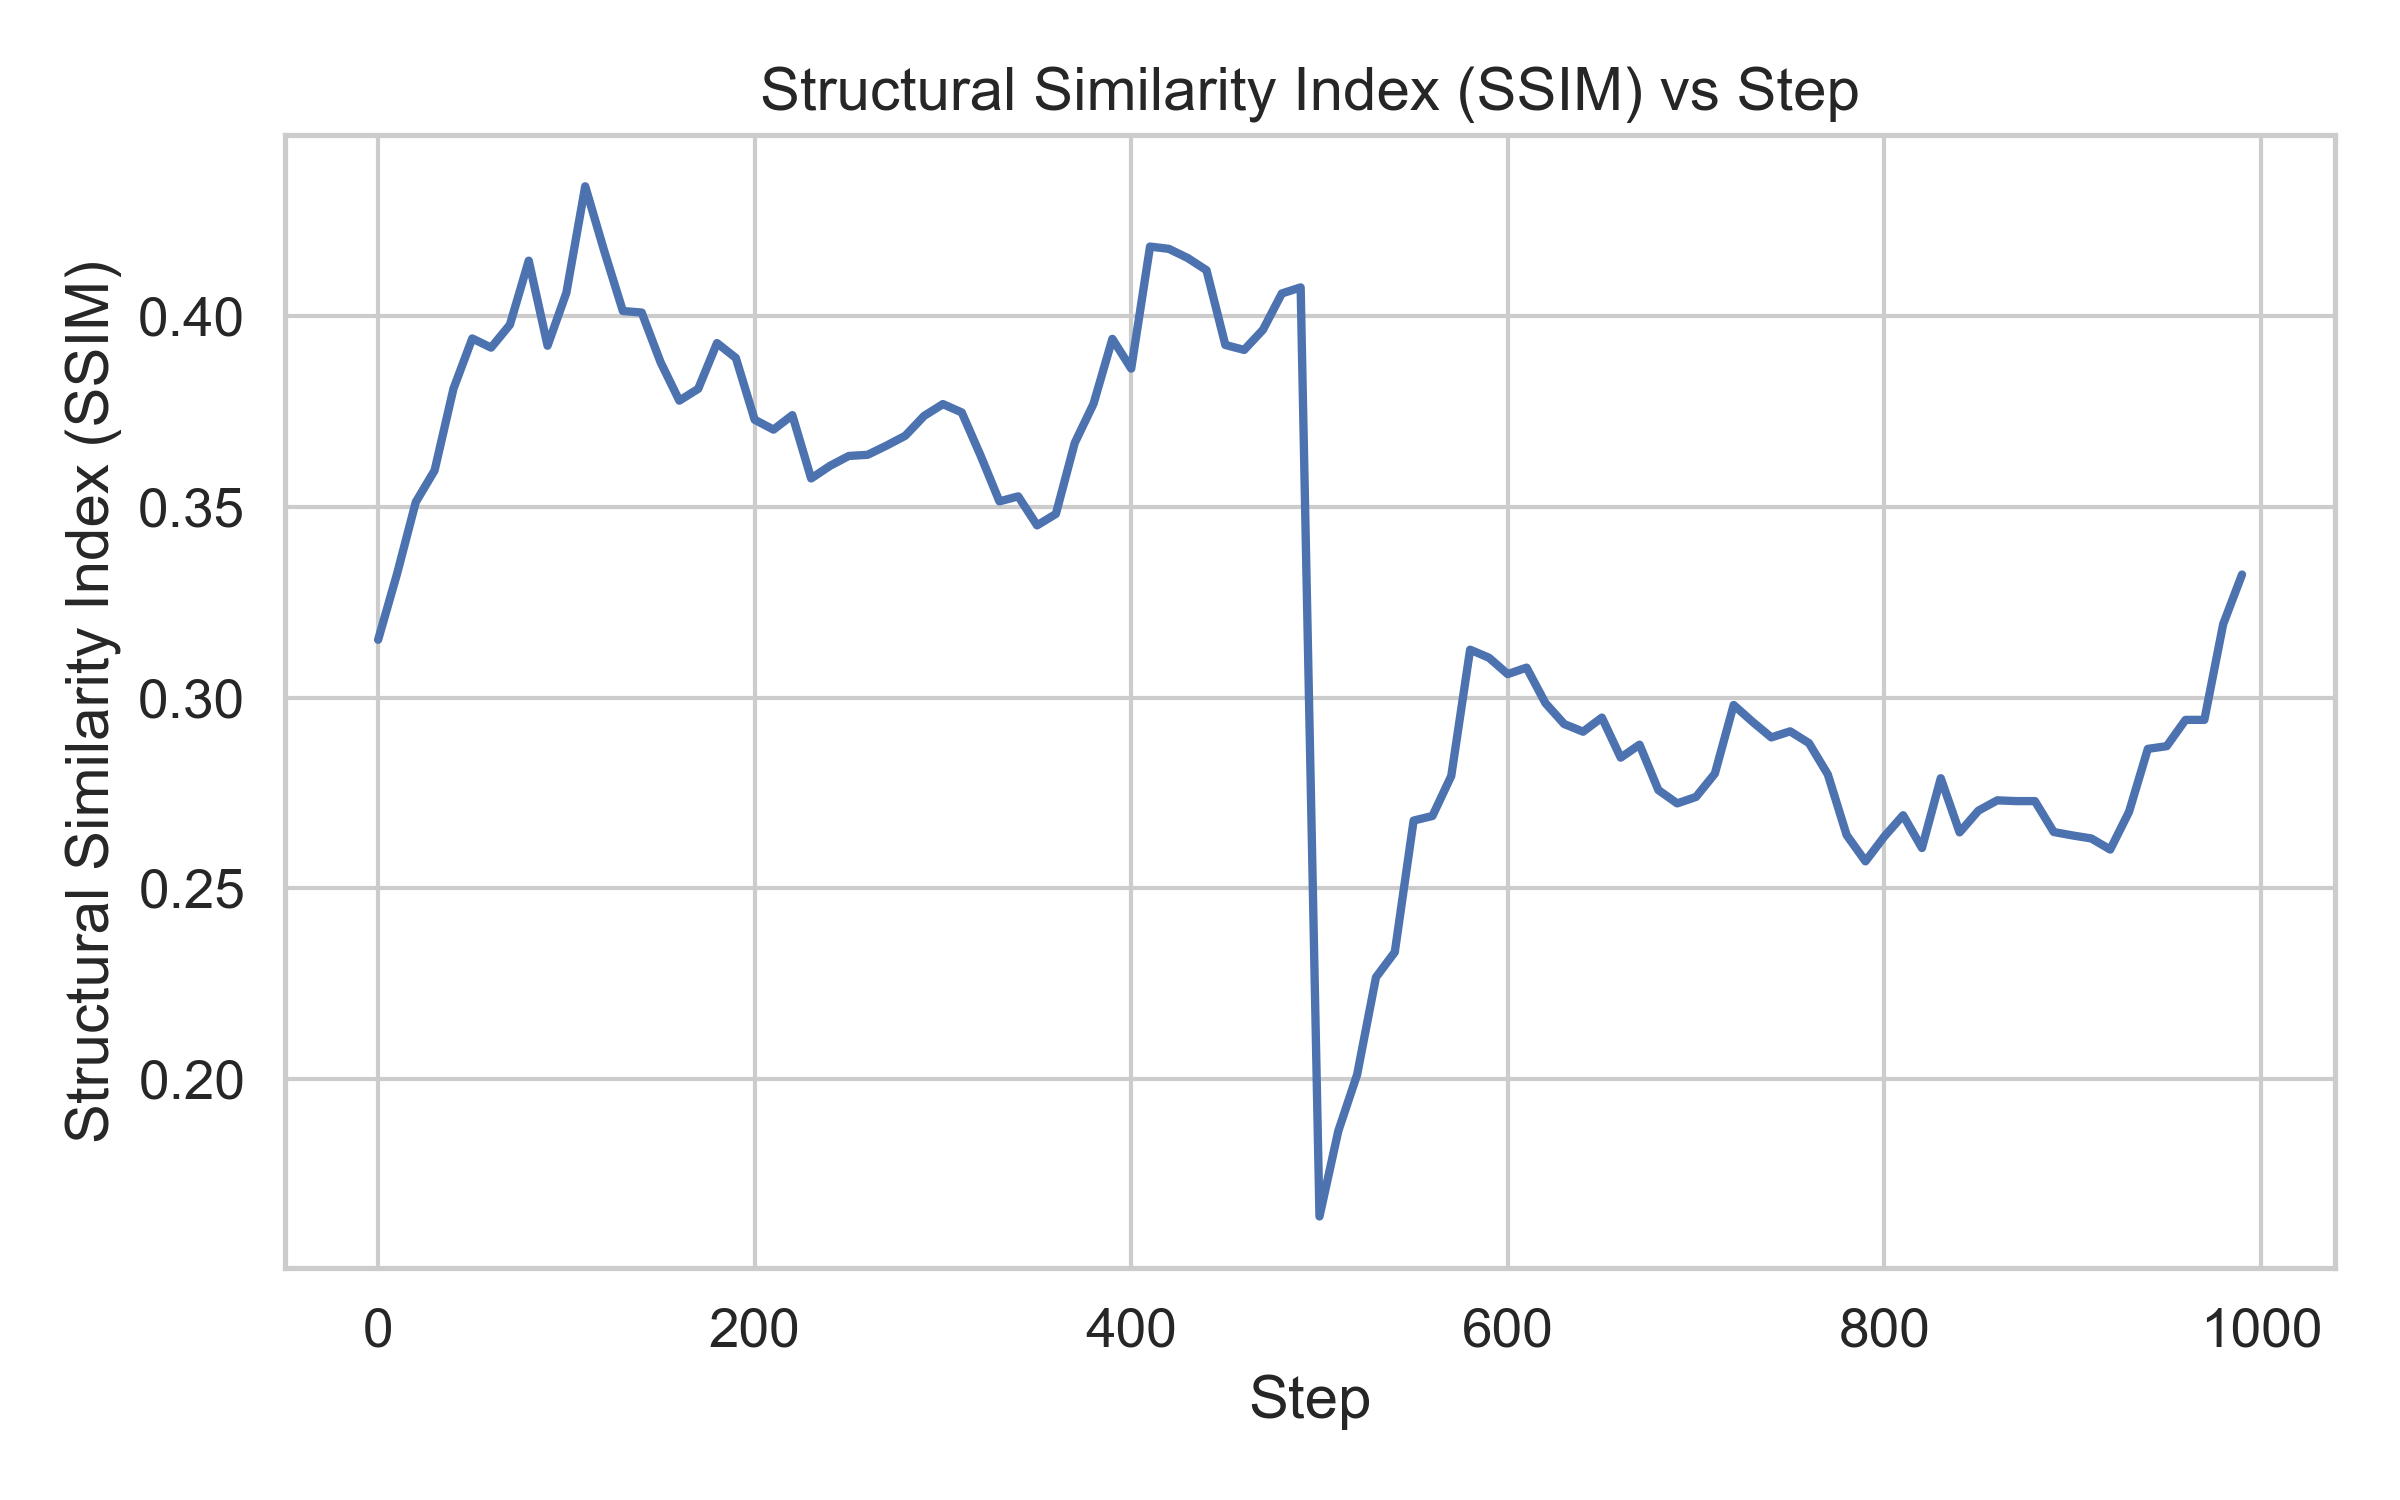 Structural Similarity Index (SSIM) vs Step
Structural Similarity Index (SSIM)
0.40
0.35
0.30
0.25
0.20
0 200 400 600 800 1000
Step